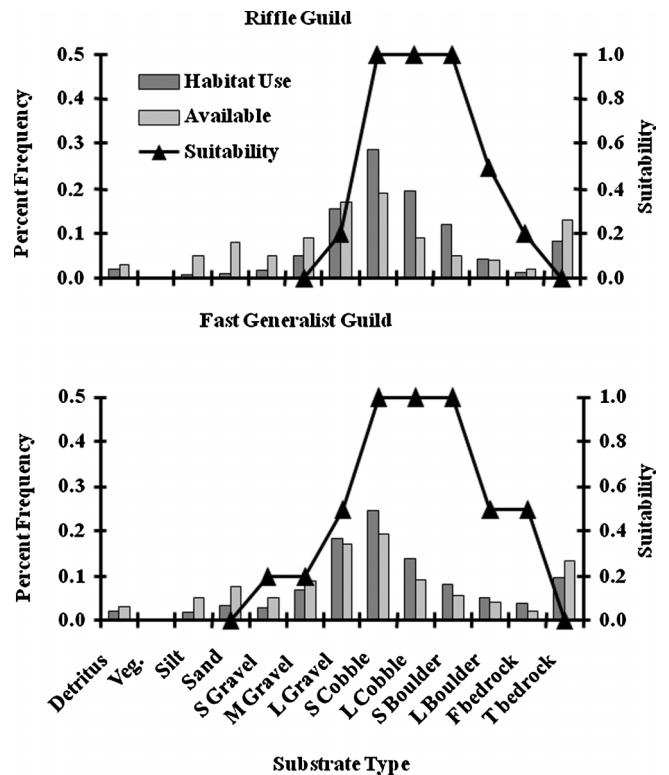 Riffle Guild
Percent Frequency
0.5
0.4
0.3
0.2
0.1
0.0
Habitat Use
Available
Suitability
1.0
0.8
0.6
0.4
0.2
0.0
Suitability
Fast Generalist Guild
Percent Frequency
0.5
0.4
0.3
0.2
0.1
0.0
1.0
0.8
0.6
0.4
0.2
0.0
Suitability
Detritus
Veg.
Silt
Sand
S Gravel
M Gravel
L Gravel
S Cobble
L Cobble
S Boulder
L Boulder
F bedrock
T bedrock
Substrate Type